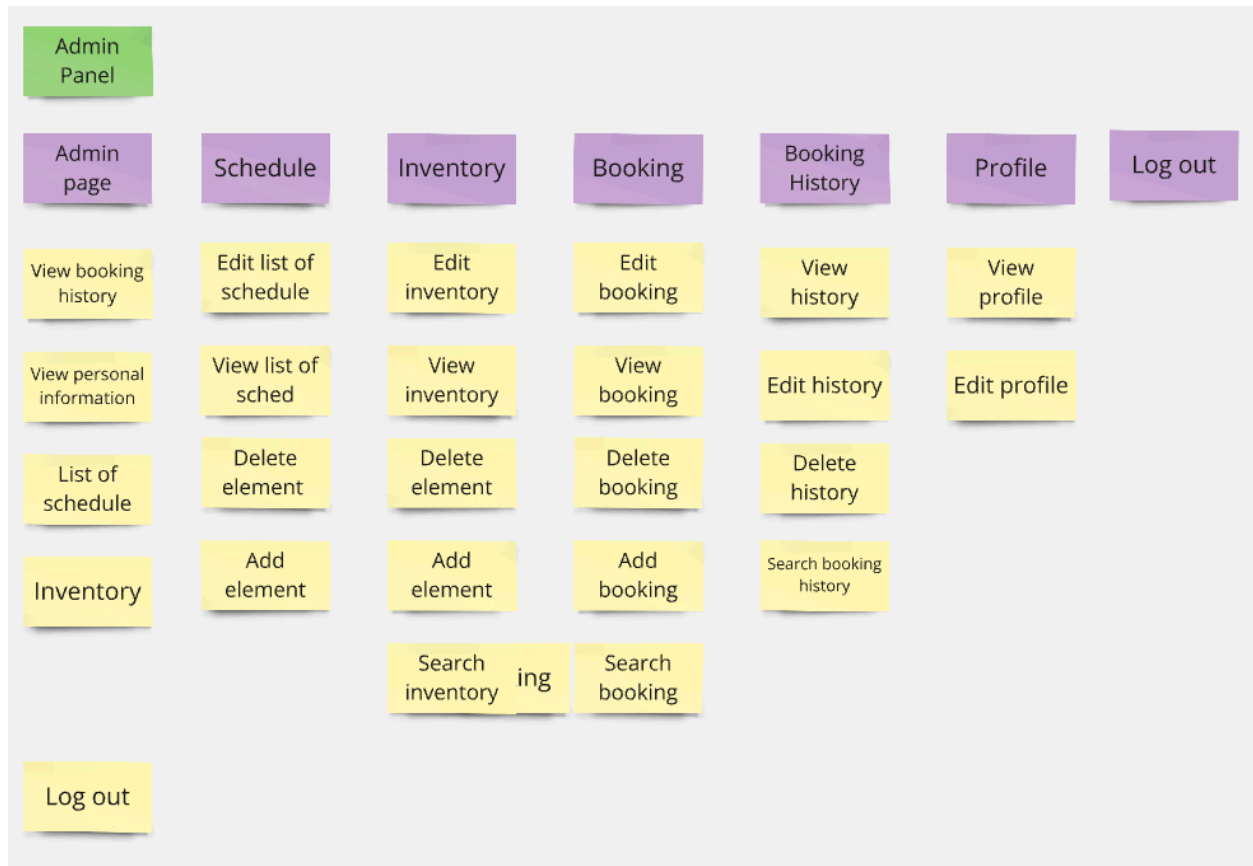 Admin
Panel
Admin
page
Schedule
Inventory
Booking
Booking
History
Profile
Log out
View booking
history
Edit list of
schedule
Edit
inventory
Edit
booking
View
history
View
profile
View personal
information
View list of
sched
View
inventory
View
booking
Edit history
Edit profile
List of
schedule
Delete
element
Delete
element
Delete
booking
Delete
history
Inventory
Add
element
Add
element
Add
booking
Search booking
history
Search
inventory
ing
Search
booking
Log out